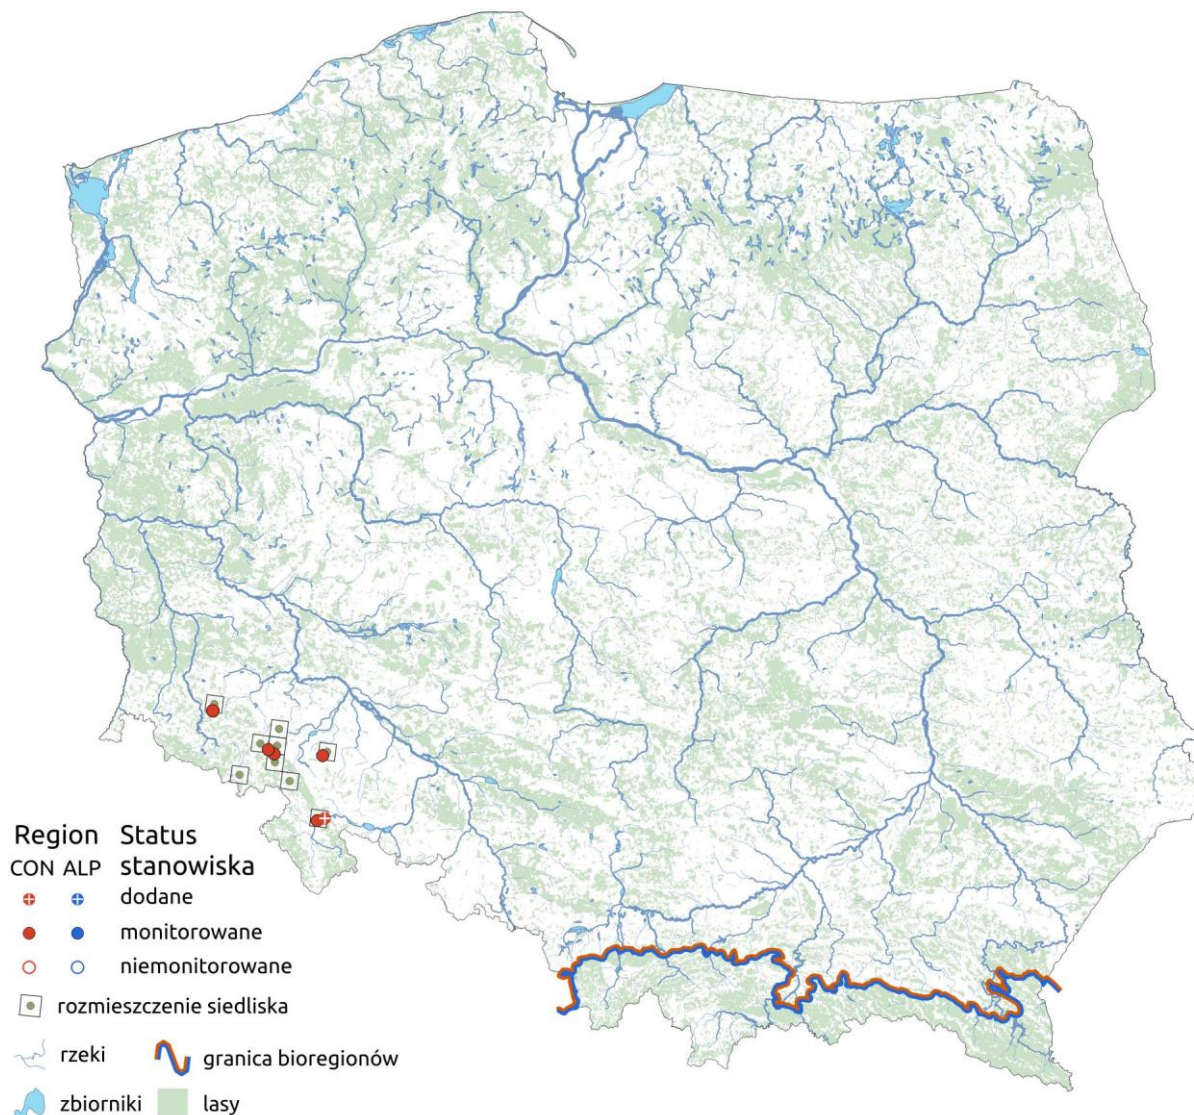 Region Status
CON ALP stanowiska
dodane
monitorowane
niemonitorowane
rozmieszczenie siedliska
rzeki granica bioregionów
zbiorniki lasy